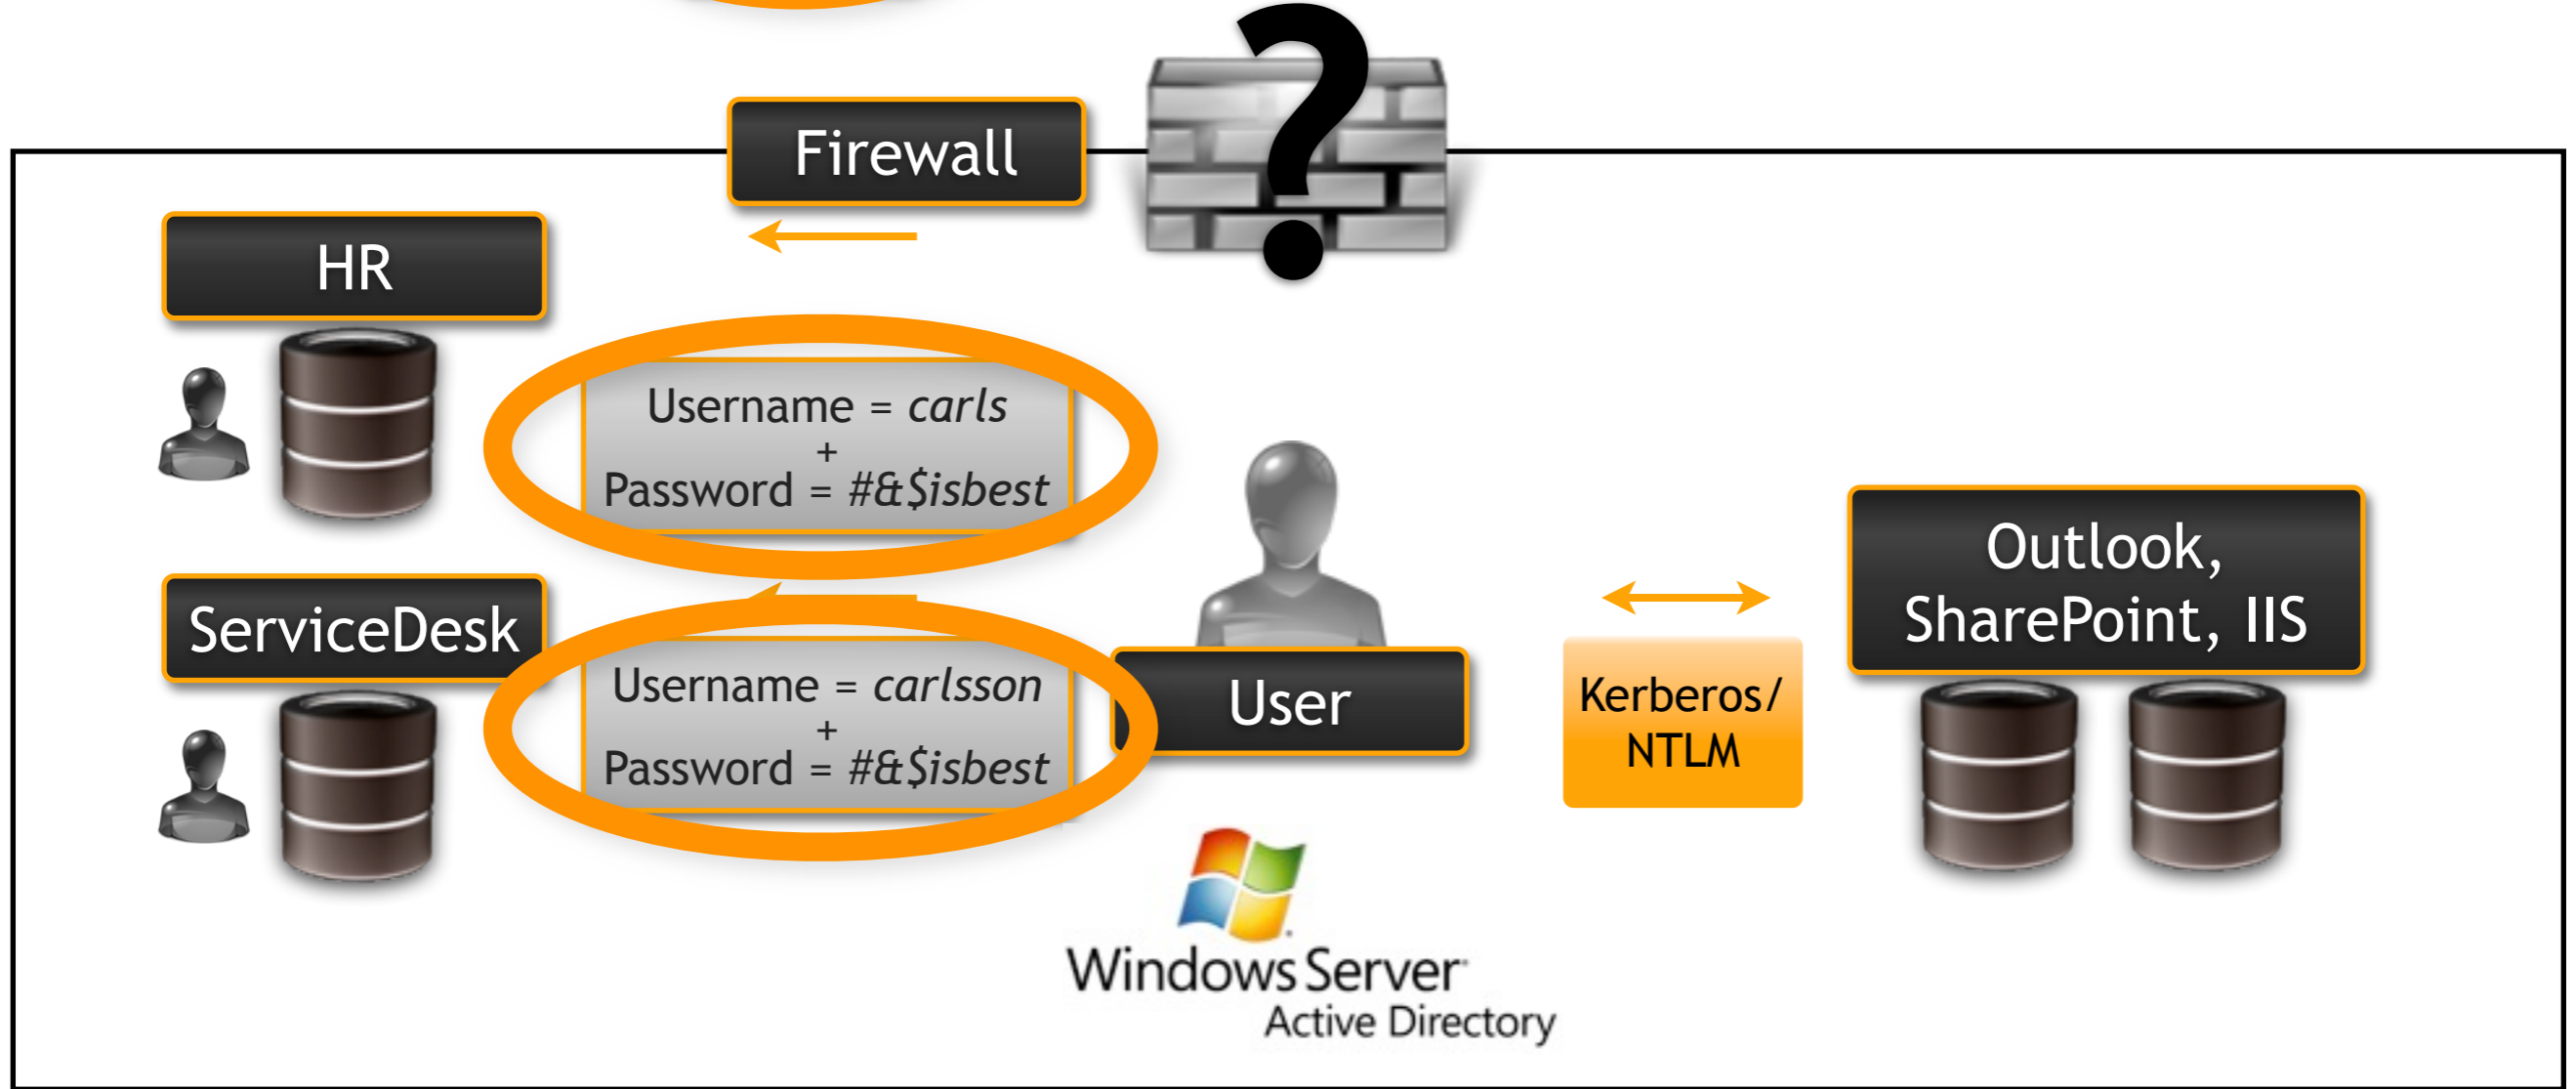 Firewall
?
HR
Username = carls
+
Password = #&$isbest
ServiceDesk
Username = carlsson
+
Password = #&$isbest
User
Kerberos/
NTLM
Outlook,
SharePoint, IIS
Windows Server
Active Directory